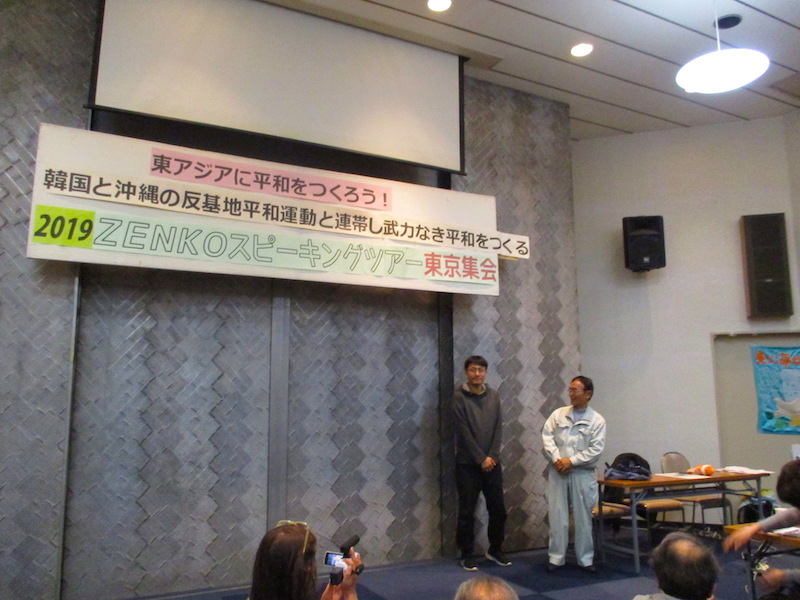 東アジアに平和をつくろう！
韓国と沖縄の反基地平和運動と連帯し武力なき平和をつくる
2019 ZENKOスピーキングツアー東京集会